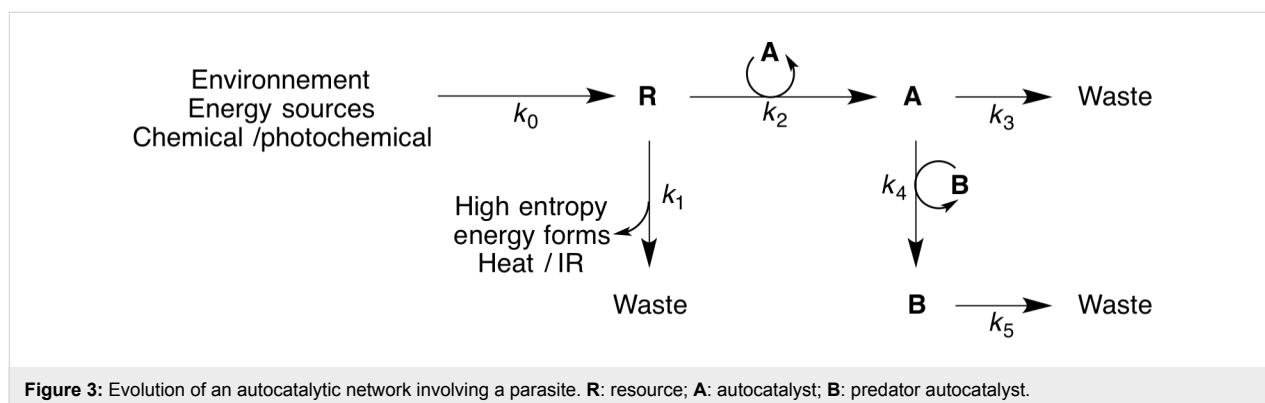 A
Environnement
Energy sources
Chemical /photochemical
k0
R
k2
A
k3
Waste
k1
High entropy
energy forms
Heat / IR
Waste
k4
B
B
k5
Waste
Figure 3: Evolution of an autocatalytic network involving a parasite. R: resource; A: autocatalyst; B: predator autocatalyst.